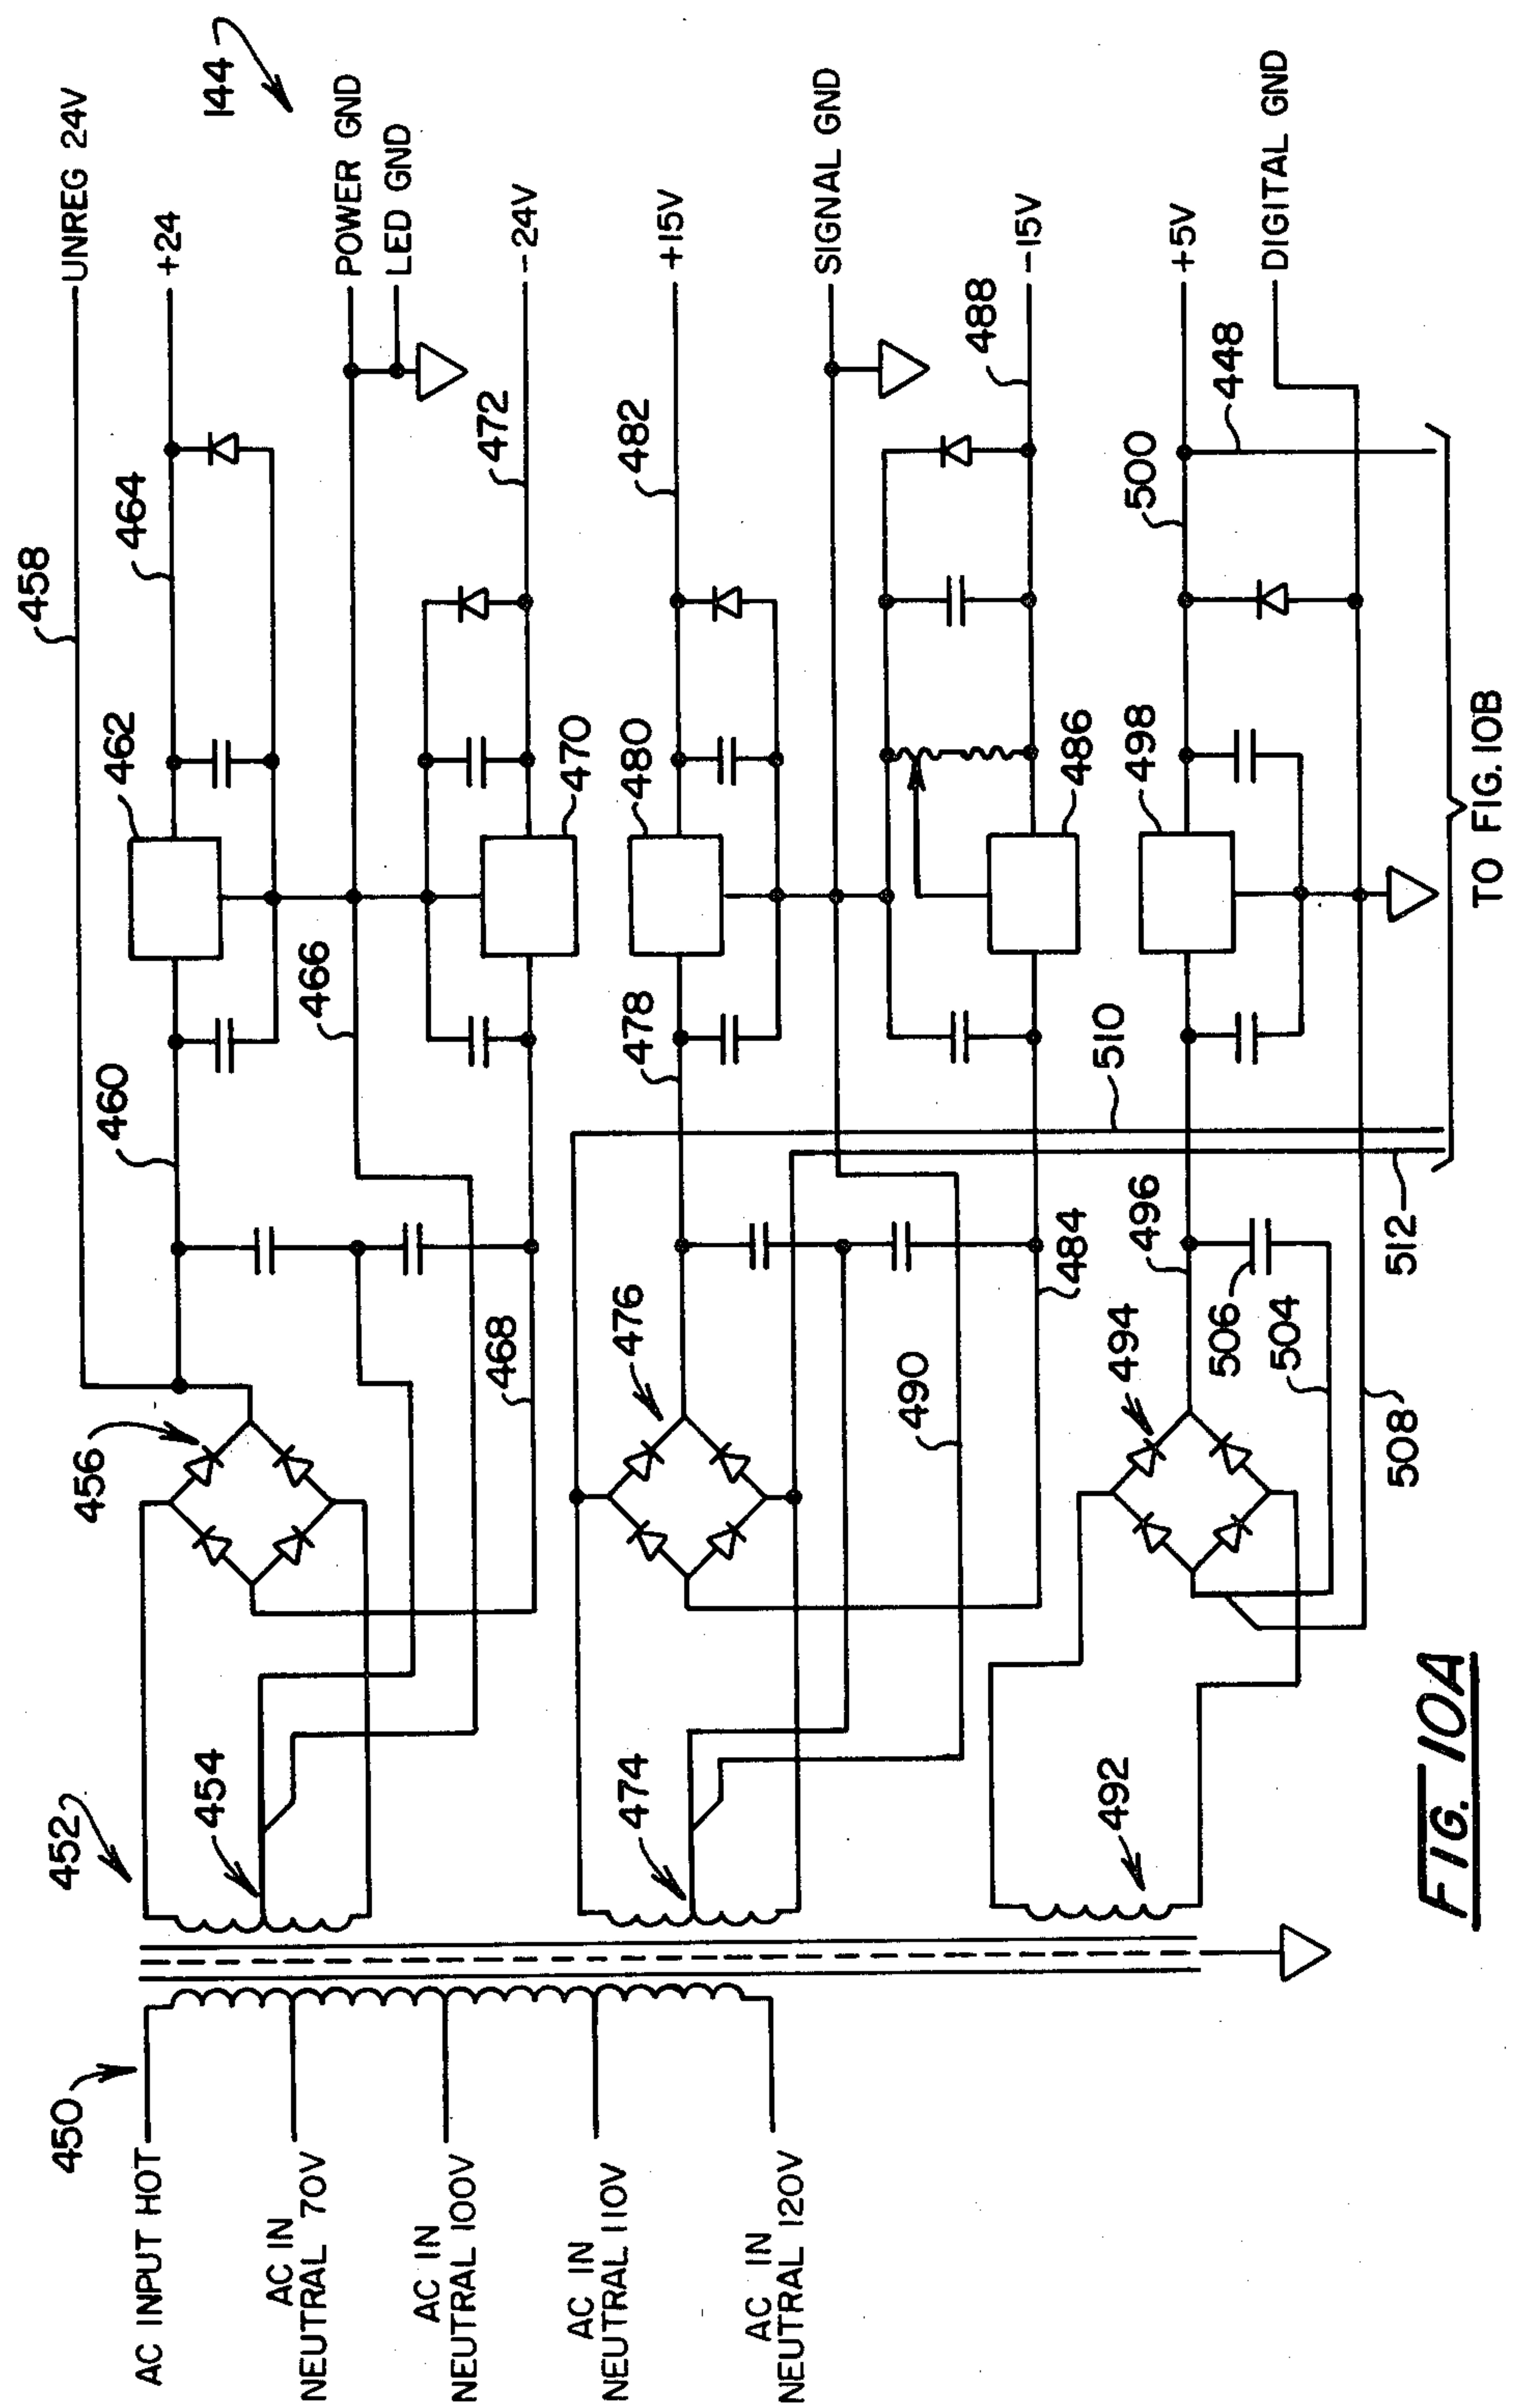 144
UNREG 24V
458
+24
464
462
460
456
POWER GND
LED GND
466
-24V
472
470
468
452
454
450
AC INPUT HOT
AC IN
NEUTRAL 70V
AC IN
NEUTRAL 100V
AC IN
NEUTRAL 110V
AC IN
NEUTRAL 120V
+15V
482
480
478
476
474
SIGNAL GND
490
-15V
488
486
484
+5V
500
448
498
496
494
492
506
504
DIGITAL GND
508
510
512
TO FIG. 10B
FIG. 10A